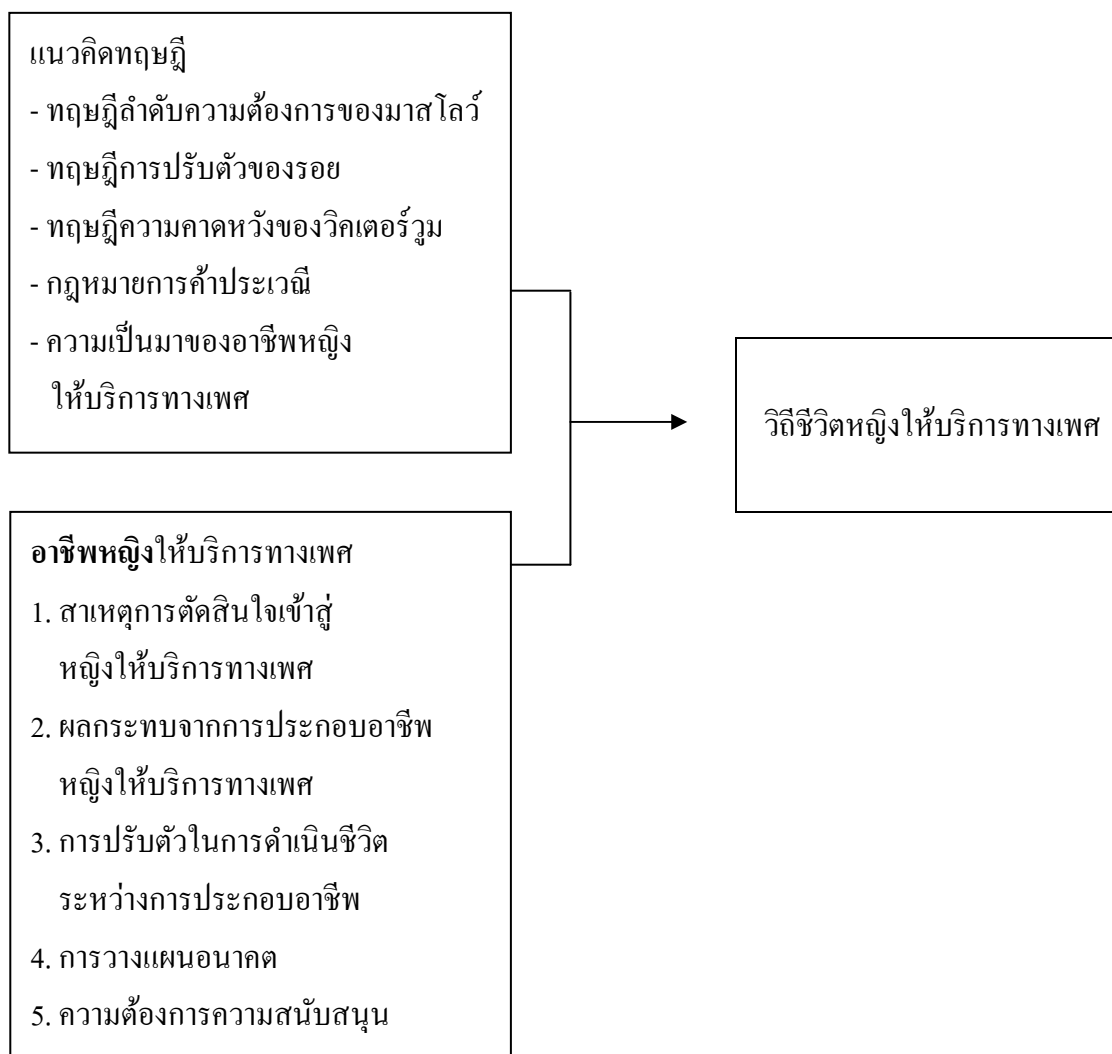 แนวคิดทฤษฎี
- ทฤษฎีลำดับความต้องการของมาสโลว์
- ทฤษฎีการปรับตัวของรอย
- ทฤษฎีความคาดหวังของวิคเตอร์วูม
- กฎหมายการค้าประเวณี
- ความเป็นมาของอาชีพหญิง
ให้บริการทางเพศ
วิถีชีวิตหญิงให้บริการทางเพศ
อาชีพหญิงให้บริการทางเพศ
1. สาเหตุการตัดสินใจเข้าสู่
หญิงให้บริการทางเพศ
2. ผลกระทบจากการประกอบอาชีพ
หญิงให้บริการทางเพศ
3. การปรับตัวในการดำเนินชีวิต
ระหว่างการประกอบอาชีพ
4. การวางแผนอนาคต
5. ความต้องการความสนับสนุน